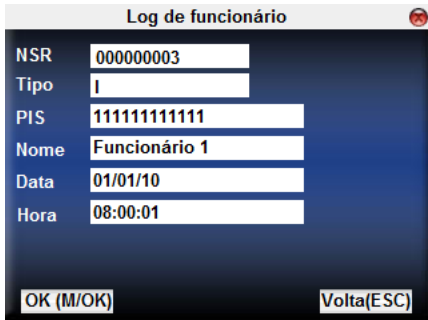 Log de funcionário
NSR 000000003
Tipo I
PIS 111111111111
Nome Funcionário 1
Data 01/01/10
Hora 08:00:01
OK (M/OK) Volta(ESC)